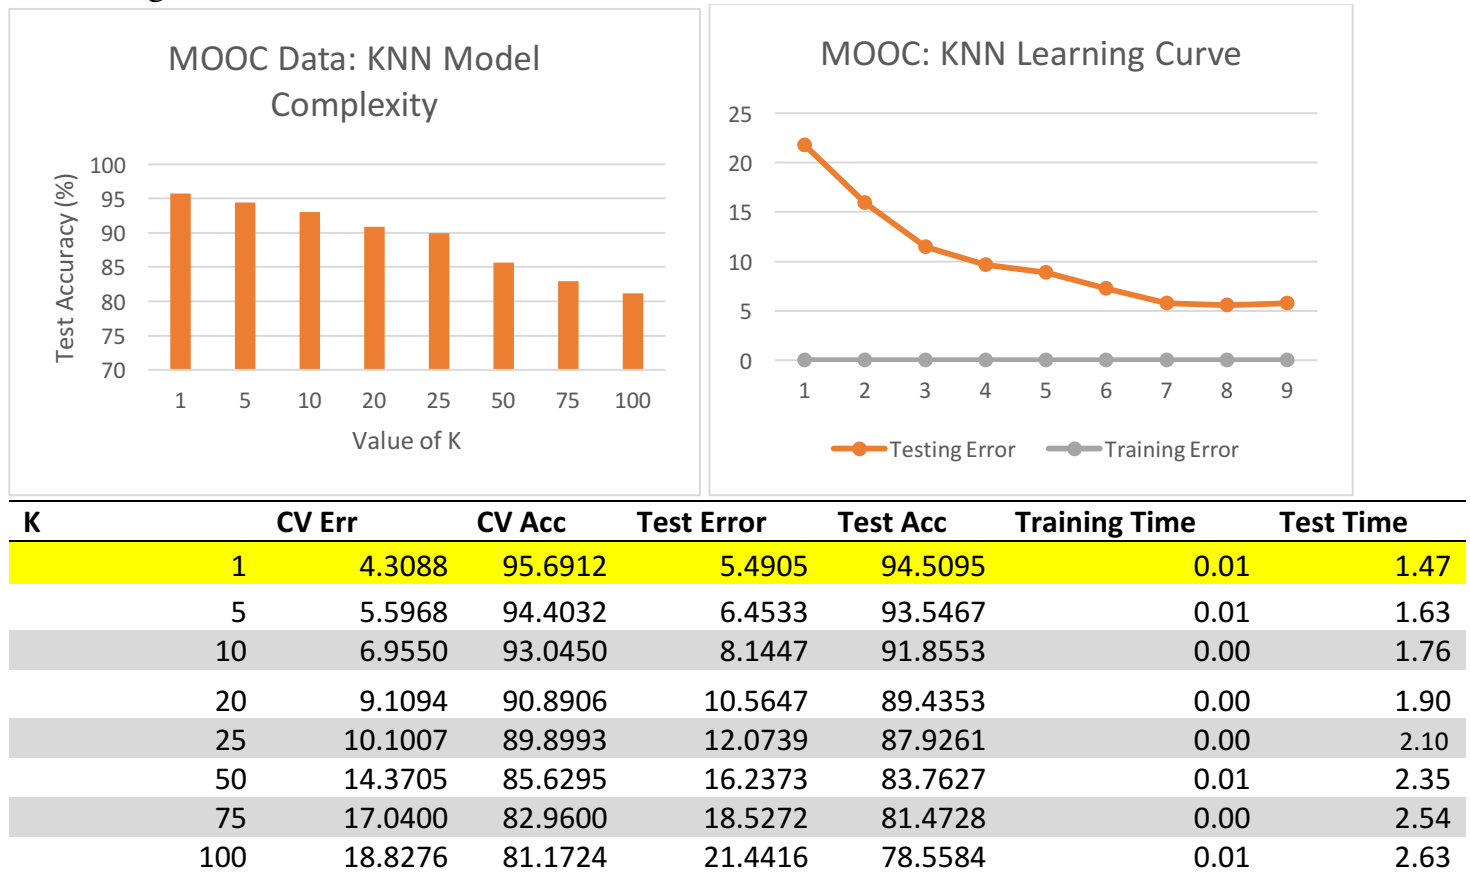 MOOC Data: KNN Model
Complexity
100
95
90
85
80
75
70
Test Accuracy (%)
1 5 10 20 25 50 75 100
Value of K
MOOC: KNN Learning Curve
25
20
15
10
5
0
1 2 3 4 5 6 7 8 9
Testing Error Training Error
K CV Err CV Acc Test Error Test Acc Training Time Test Time
1 4.3088 95.6912 5.4905 94.5095 0.01 1.47
5 5.5968 94.4032 6.4533 93.5467 0.01 1.63
10 6.9550 93.0450 8.1447 91.8553 0.00 1.76
20 9.1094 90.8906 10.5647 89.4353 0.00 1.90
25 10.1007 89.8993 12.0739 87.9261 0.00 2.10
50 14.3705 85.6295 16.2373 83.7627 0.01 2.35
75 17.0400 82.9600 18.5272 81.4728 0.00 2.54
100 18.8276 81.1724 21.4416 78.5584 0.01 2.63